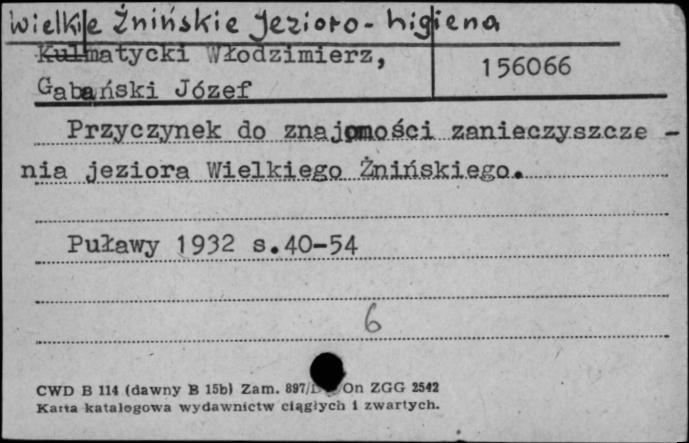 Wielkie Żnińskie Jezioro - higiena
Kulmatycki Włodzimierz,
156066
Gabański Józef
Przyczynek do znajomości zanieczyszcze -
nia jeziora Wielkiego Żnińskiego.
Puławy 1932 s.40-54
6
CWD B 114 (dawny B 15b) Zam. 897/ On ZGG 2542
Karta katalogowa wydawnictw ciągłych i zwartych.